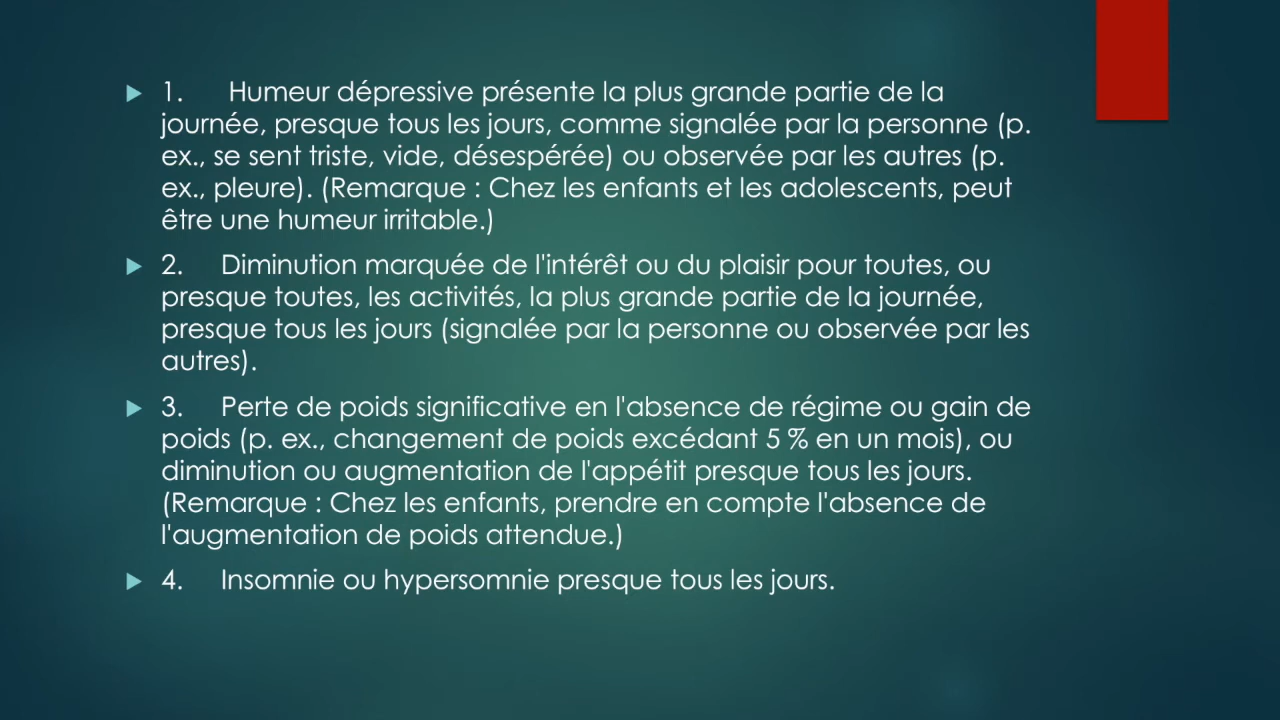 1. Humeur dépressive présente la plus grande partie de la
journée, presque tous les jours, comme signalée par la personne (p.
ex., se sent triste, vide, désespérée) ou observée par les autres (p.
ex., pleure). (Remarque : Chez les enfants et les adolescents, peut
être une humeur irritable.)
2. Diminution marquée de l'intérêt ou du plaisir pour toutes, ou
presque toutes, les activités, la plus grande partie de la journée,
presque tous les jours (signalée par la personne ou observée par les
autres).
3. Perte de poids significative en l'absence de régime ou gain de
poids (p. ex., changement de poids excédant 5 % en un mois), ou
diminution ou augmentation de l'appétit presque tous les jours.
(Remarque : Chez les enfants, prendre en compte l'absence de
l'augmentation de poids attendue.)
4. Insomnie ou hypersomnie presque tous les jours.